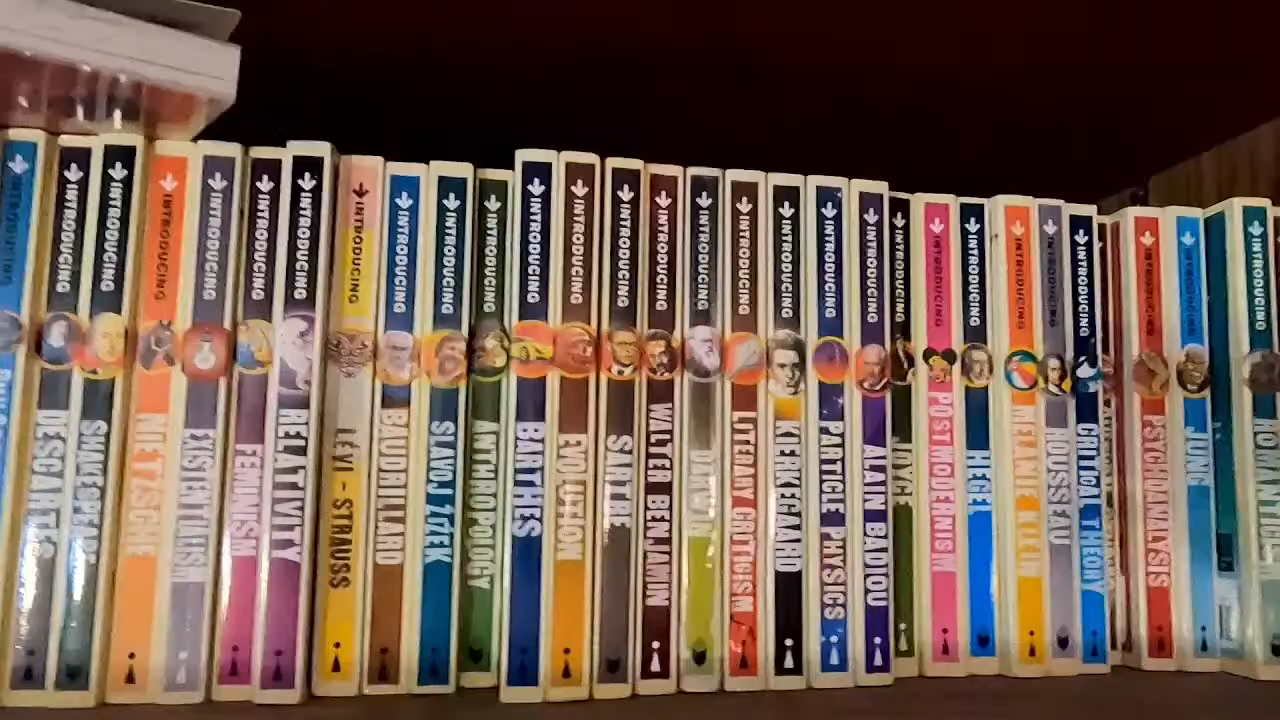 INTRODUCING
INTRODUCING DESCARTES
INTRODUCING SHAKESPEARE
INTRODUCING NIETZSCHE
INTRODUCING EXISTENTIALISM
INTRODUCING FEMINISM
INTRODUCING RELATIVITY
INTRODUCING LÉVI-STRAUSS
INTRODUCING BAUDRILLARD
INTRODUCING SLAVOJ ŽIŽEK
INTRODUCING ANTHROPOLOGY
INTRODUCING BARTHES
INTRODUCING EVOLUTION
INTRODUCING SARTRE
INTRODUCING WALTER BENJAMIN
INTRODUCING DARWIN
INTRODUCING LITERARY CRITICISM
INTRODUCING KIERKEGAARD
INTRODUCING PARTICLE PHYSICS
INTRODUCING ALAIN BADIOU
INTRODUCING JOYCE
INTRODUCING POSTMODERNISM
INTRODUCING HEGEL
INTRODUCING MELANIE KLEIN
INTRODUCING ROUSSEAU
INTRODUCING CRITICAL THEORY
INTRODUCING PSYCHOANALYSIS
INTRODUCING JUNG
INTRODUCING